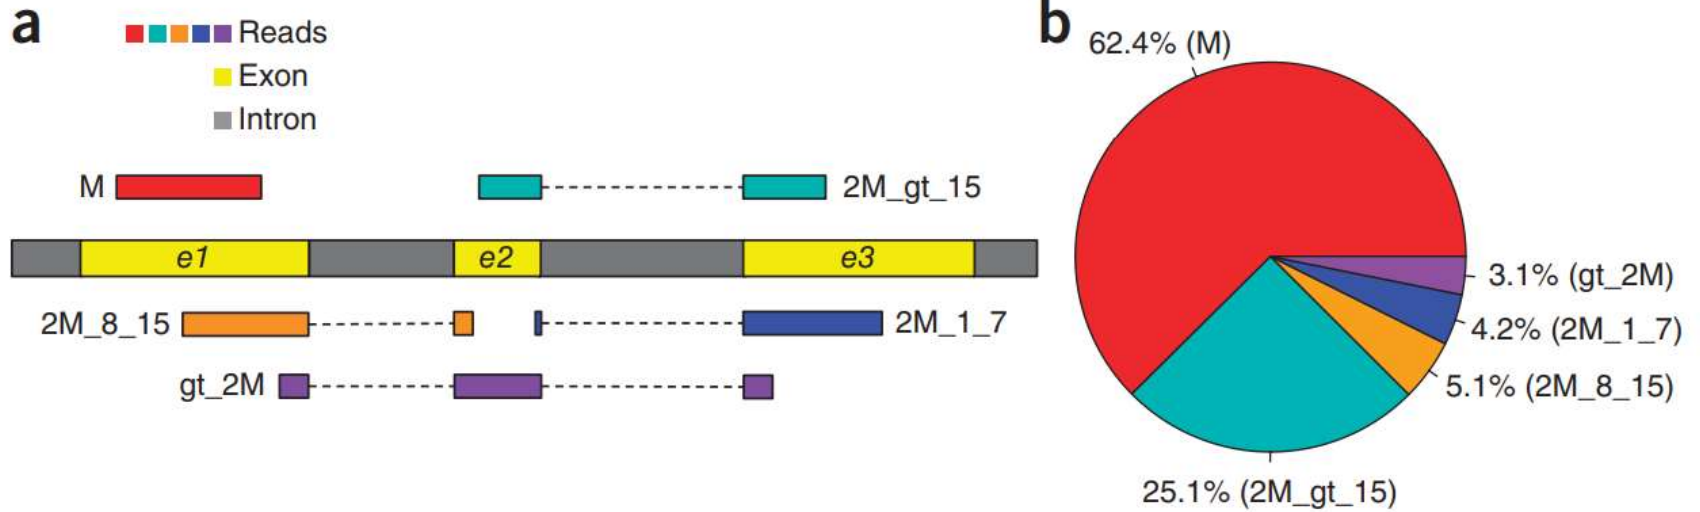 a
Reads
Exon
Intron
M
2M_gt_15
e1 e2 e3
2M_8_15
2M_1_7
gt_2M
b
62.4% (M)
3.1% (gt_2M)
4.2% (2M_1_7)
5.1% (2M_8_15)
25.1% (2M_gt_15)